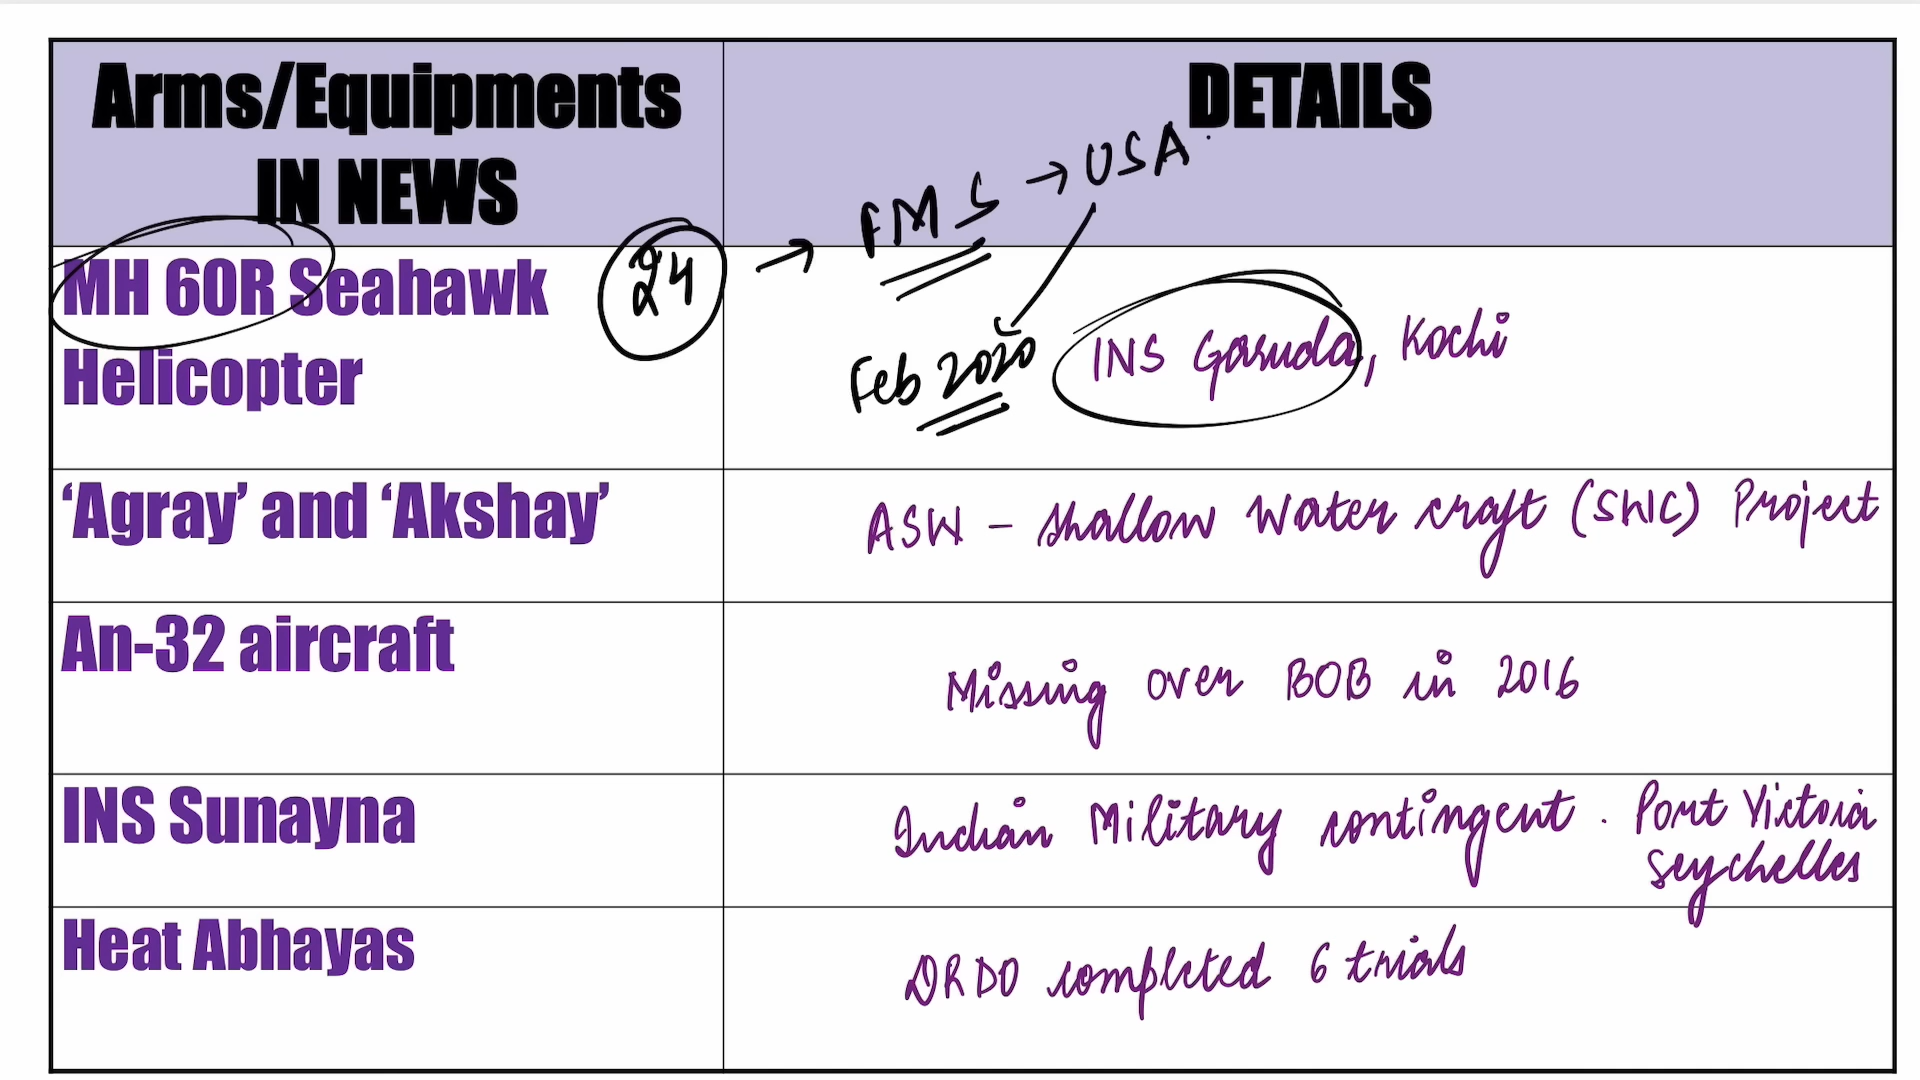 Arms/Equipments
IN NEWS
DETAILS
MH 60R Seahawk
Helicopter
24 → FMS → USA
Feb 2020
INS Garuda, Kochi
‘Agray’ and ‘Akshay’
ASW - Shallow Water craft (SWC) Project
An-32 aircraft
Missing over BOB in 2016
INS Sunayna
Indian Military contingent. Port Victoria
Seychelles
Heat Abhayas
DRDO completed 6 trials